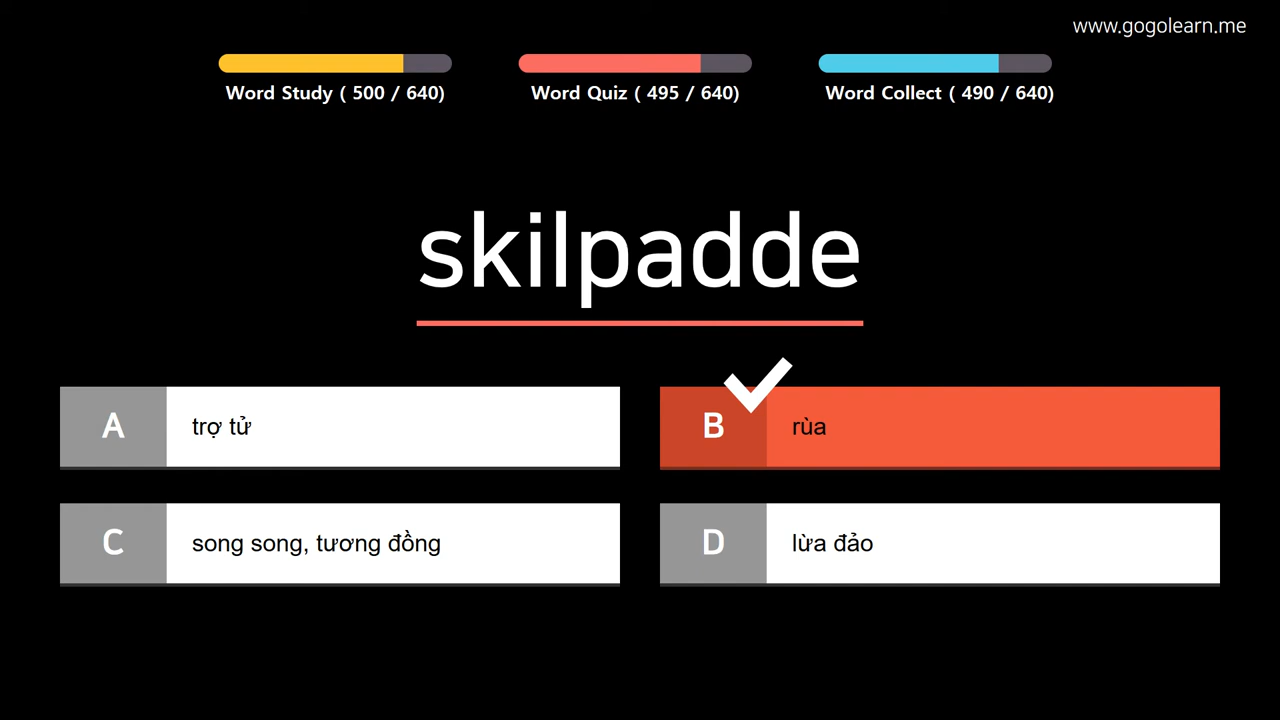 www.gogolearn.me
Word Study ( 500 / 640)
Word Quiz ( 495 / 640)
Word Collect ( 490 / 640)
skilpadde
A
trợ tử
B
rùa
C
song song, tương đồng
D
lừa đảo